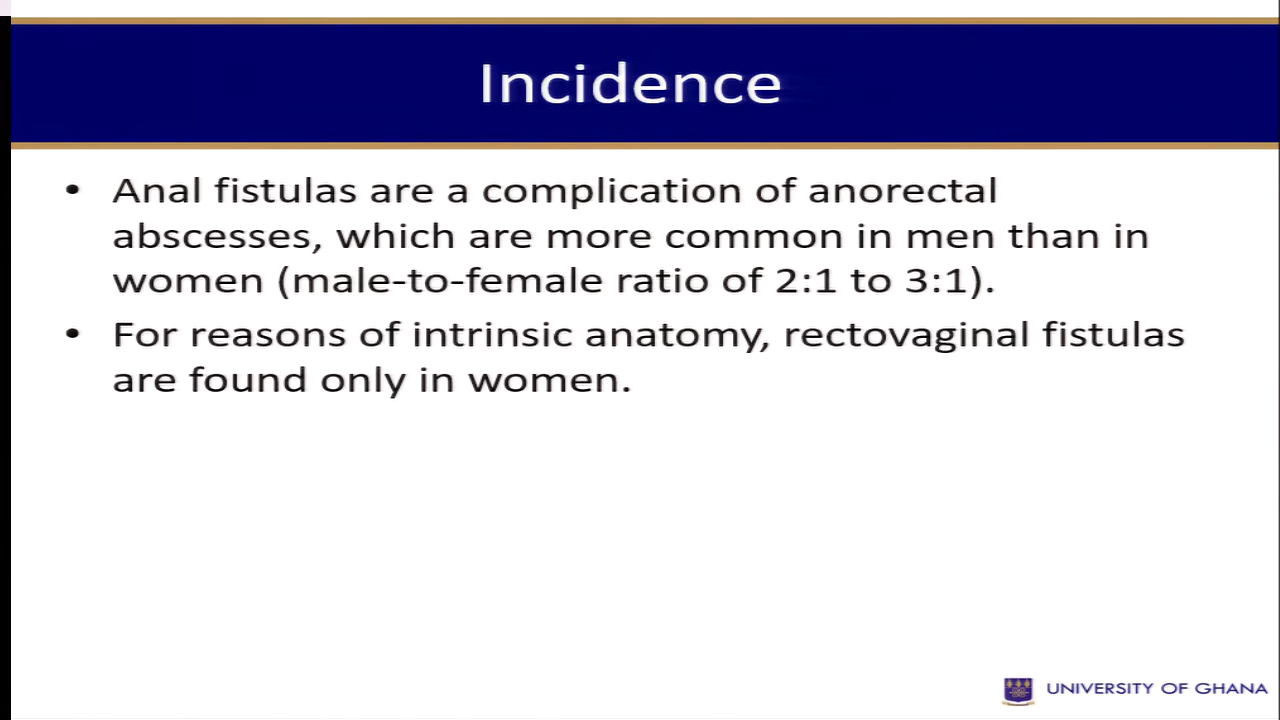 Incidence
• Anal fistulas are a complication of anorectal
abscesses, which are more common in men than in
women (male-to-female ratio of 2:1 to 3:1).
• For reasons of intrinsic anatomy, rectovaginal fistulas
are found only in women.
UNIVERSITY OF GHANA